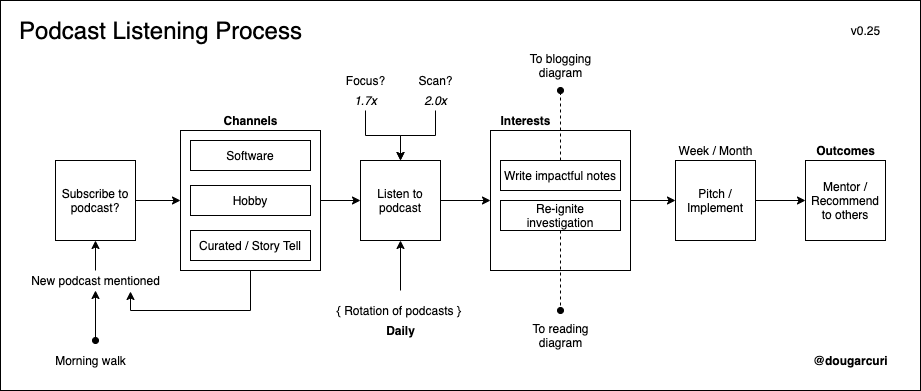 Podcast Listening Process
v0.25
To blogging
diagram
Focus?
1.7x
Scan?
2.0x
Channels
Interests
Software
Hobby
Curated / Story Tell
Subscribe to
podcast?
Listen to
podcast
Write impactful notes
Re-ignite
investigation
Week / Month
Pitch /
Implement
Outcomes
Mentor /
Recommend
to others
New podcast mentioned
Morning walk
{ Rotation of podcasts }
Daily
To reading
diagram
@dougarcuri